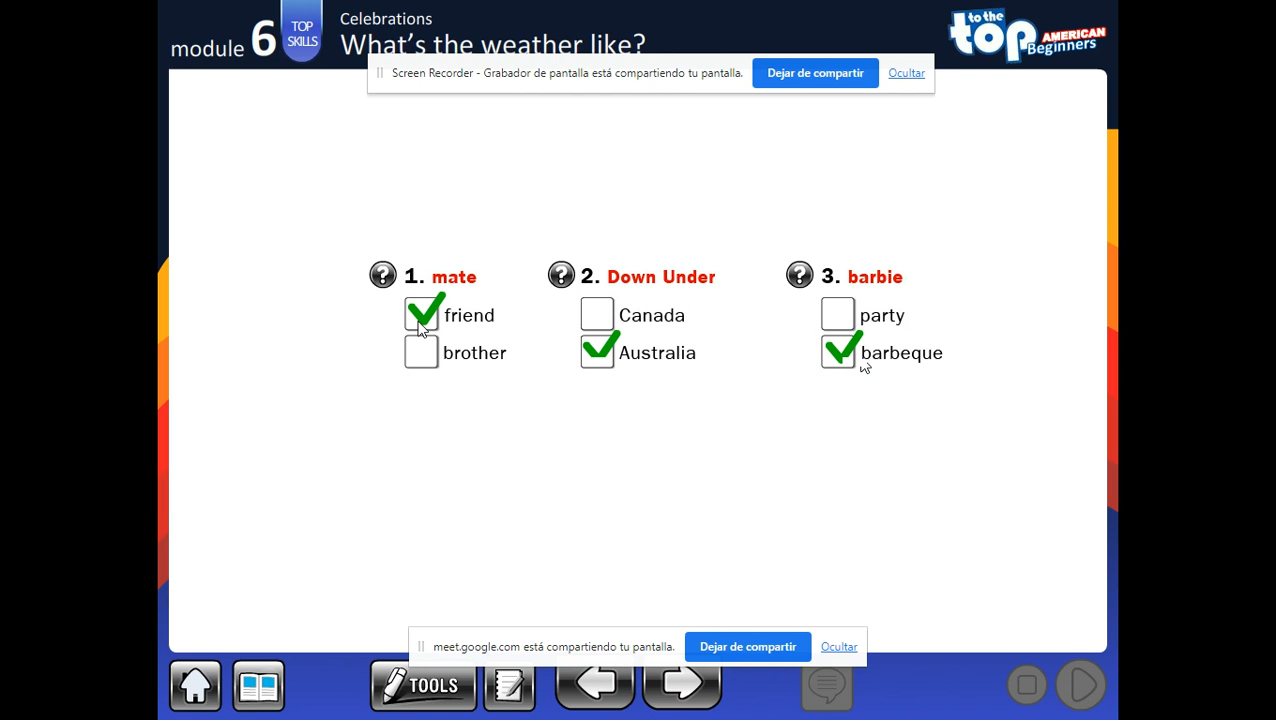 module 6
TOP
SKILLS
Celebrations
What's the weather like?
to the
top
AMERICAN
Beginners
Screen Recorder - Grabador de pantalla está compartiendo tu pantalla. Dejar de compartir Ocultar
? 1. mate
friend
brother
? 2. Down Under
Canada
Australia
? 3. barbie
party
barbeque
meet.google.com está compartiendo tu pantalla. Dejar de compartir Ocultar
TOOLS